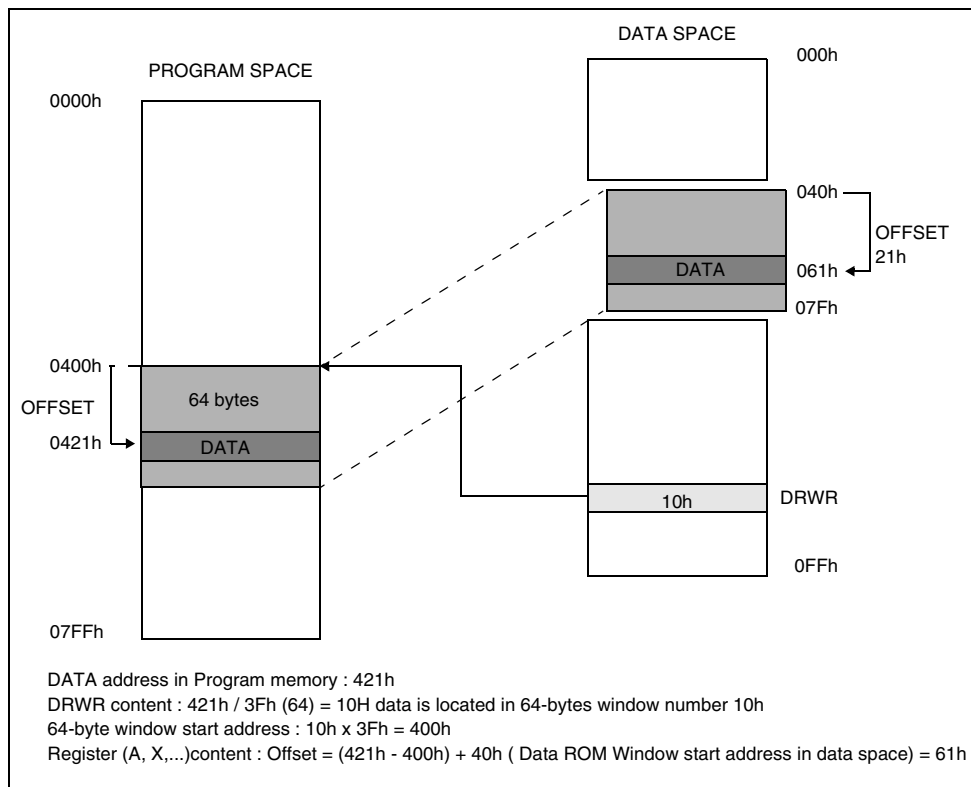 DATA SPACE
000h
PROGRAM SPACE
0000h
040h
OFFSET
21h
DATA
061h
07Fh
0400h
64 bytes
OFFSET
0421h
DATA
10h
DRWR
0FFh
07FFh
DATA address in Program memory : 421h
DRWR content : 421h / 3Fh (64) = 10H data is located in 64-bytes window number 10h
64-byte window start address : 10h x 3Fh = 400h
Register (A, X,...)content : Offset = (421h - 400h) + 40h ( Data ROM Window start address in data space) = 61h